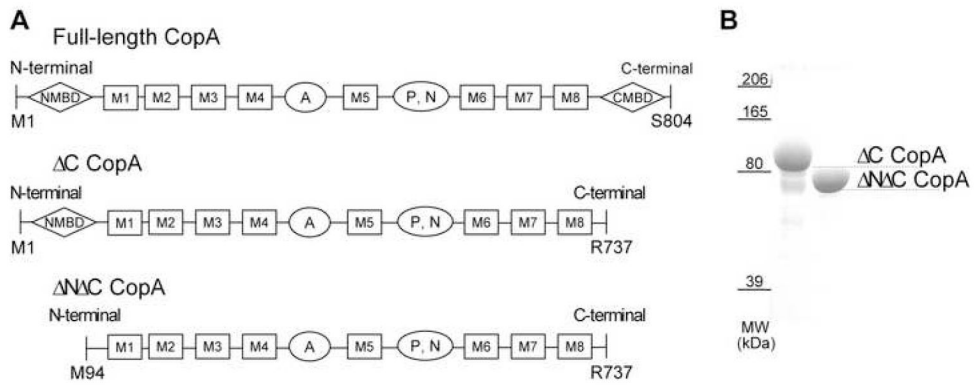 A
Full-length CopA
N-terminal
C-terminal
NMBD M1 M2 M3 M4 A M5 P, N M6 M7 M8 CMBD
M1
S804
ΔC CopA
N-terminal
C-terminal
NMBD M1 M2 M3 M4 A M5 P, N M6 M7 M8
M1
R737
ΔNΔC CopA
N-terminal
C-terminal
M1 M2 M3 M4 A M5 P, N M6 M7 M8
M94
R737
B
206
165
80
ΔC CopA
ΔNΔC CopA
39
MW
(kDa)